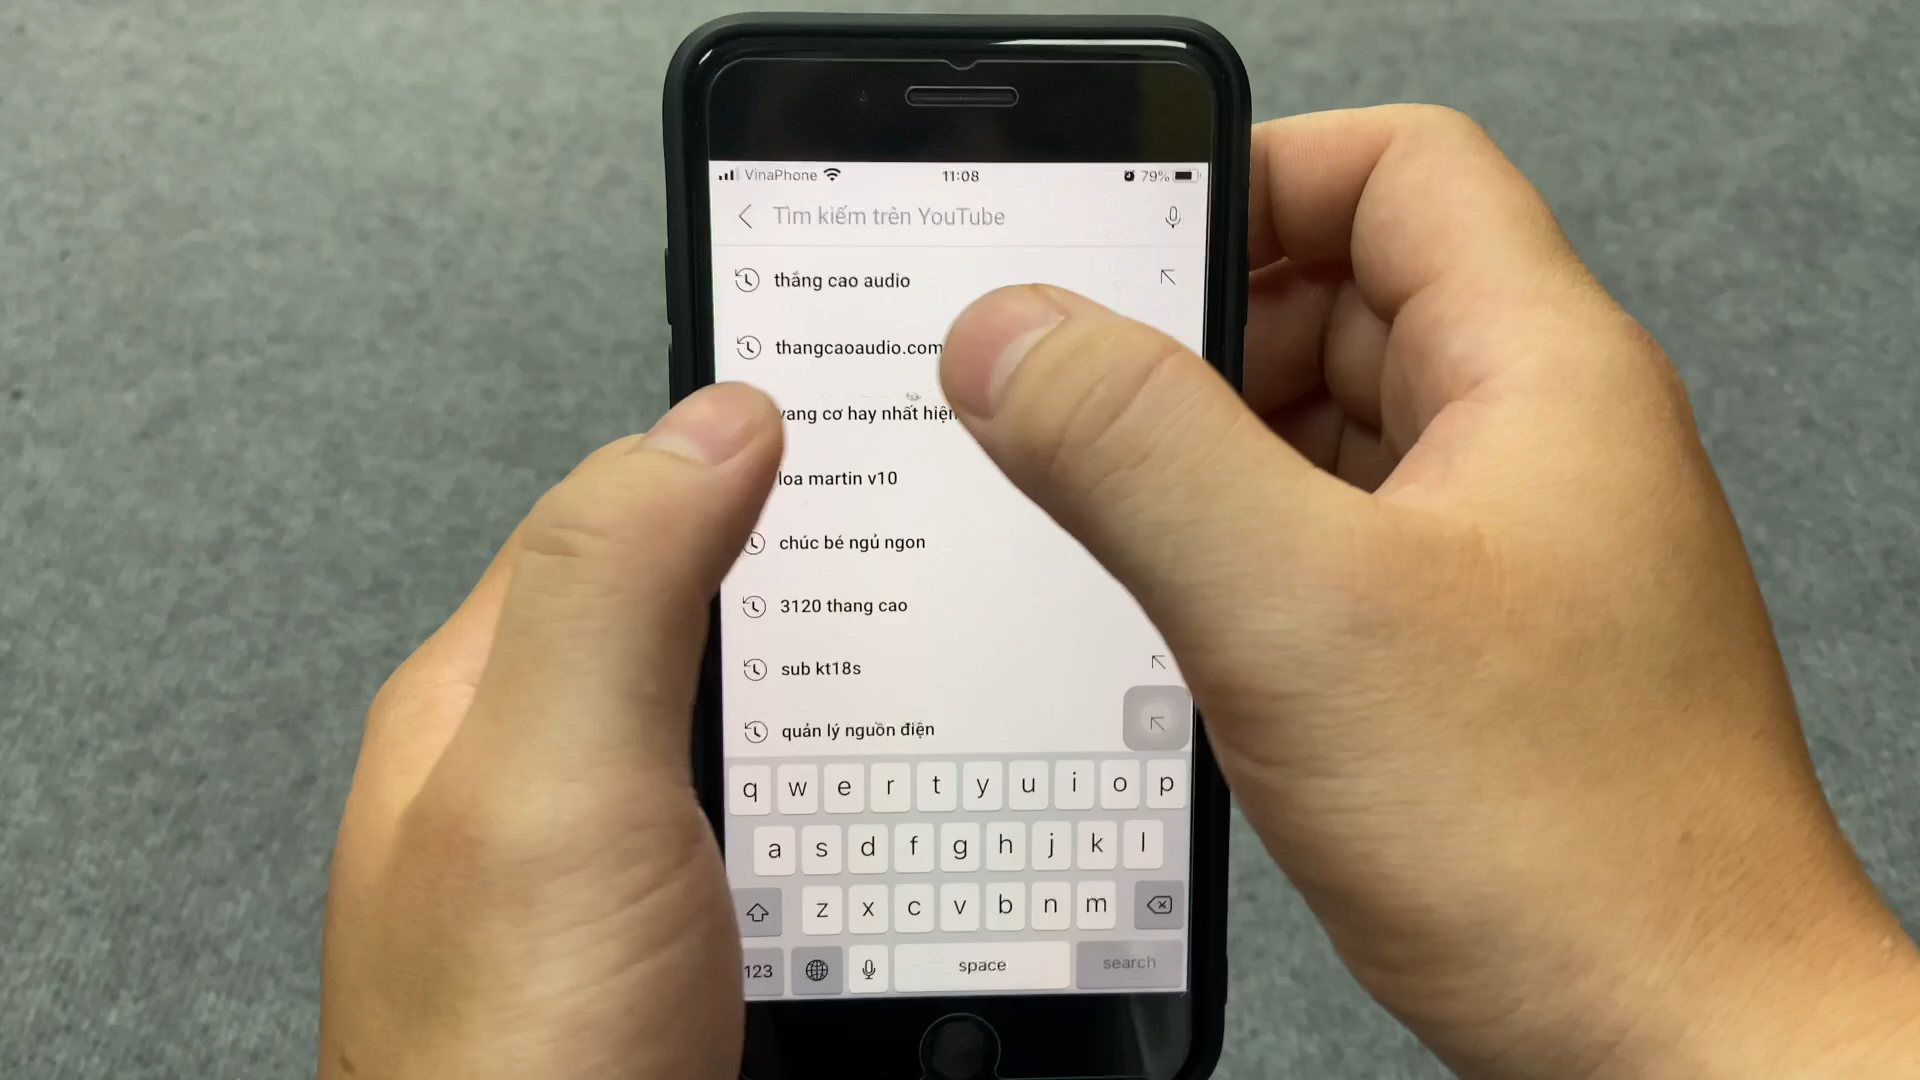 VinaPhone 11:08 79%
Tìm kiếm trên YouTube
thắng cao audio
thangcaoaudio.com
vang cơ hay nhất hiện
loa martin v10
chúc bé ngủ ngon
3120 thang cao
sub kt18s
quản lý nguồn điện
q w e r t y u i o p
a s d f g h j k l
z x c v b n m
123 space search